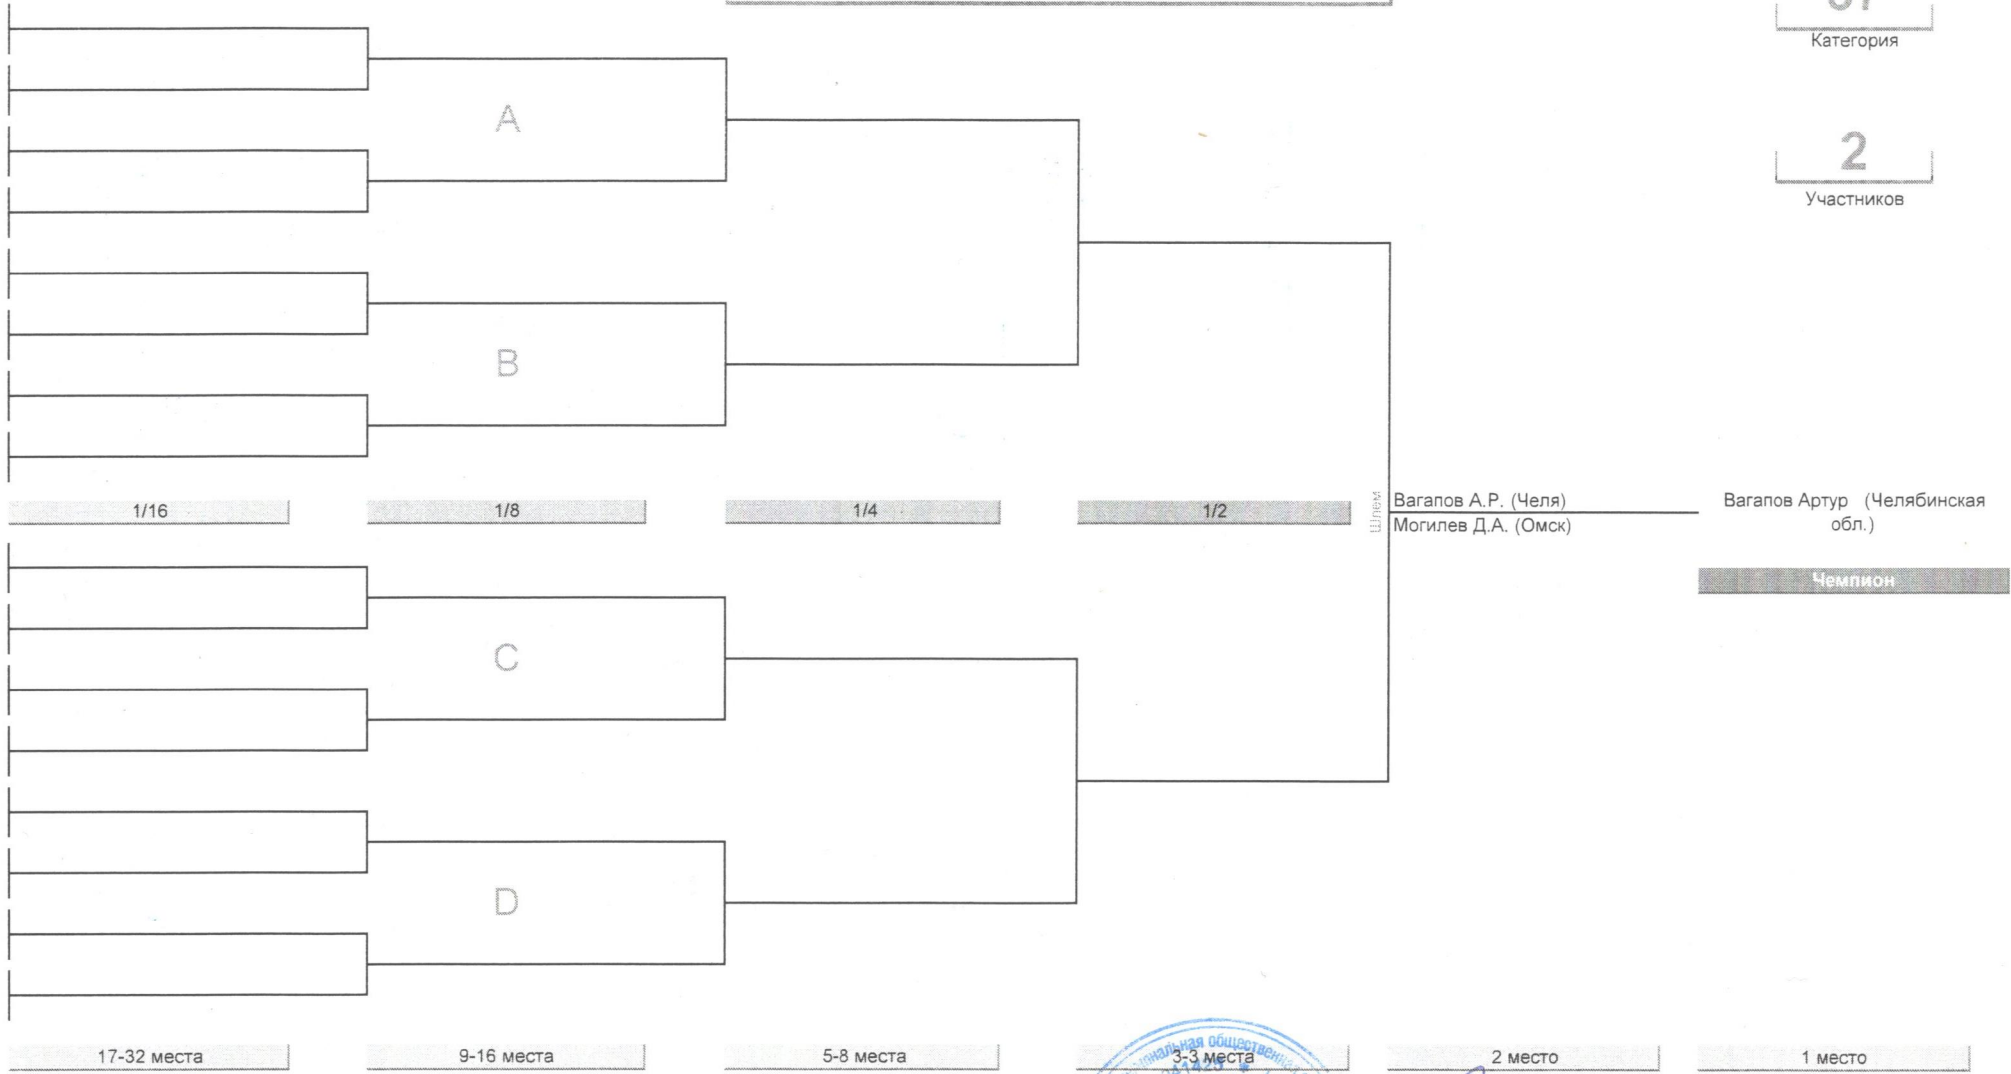 Категория
A
2
Участников
B
1/16
1/8
1/4
1/2
Шлем
Вагапов А.Р. (Челя)
Могилев Д.А. (Омск)
Вагапов Артур (Челябинская
обл.)
Чемпион
C
D
17-32 места
9-16 места
5-8 места
3-3 места
2 место
1 место